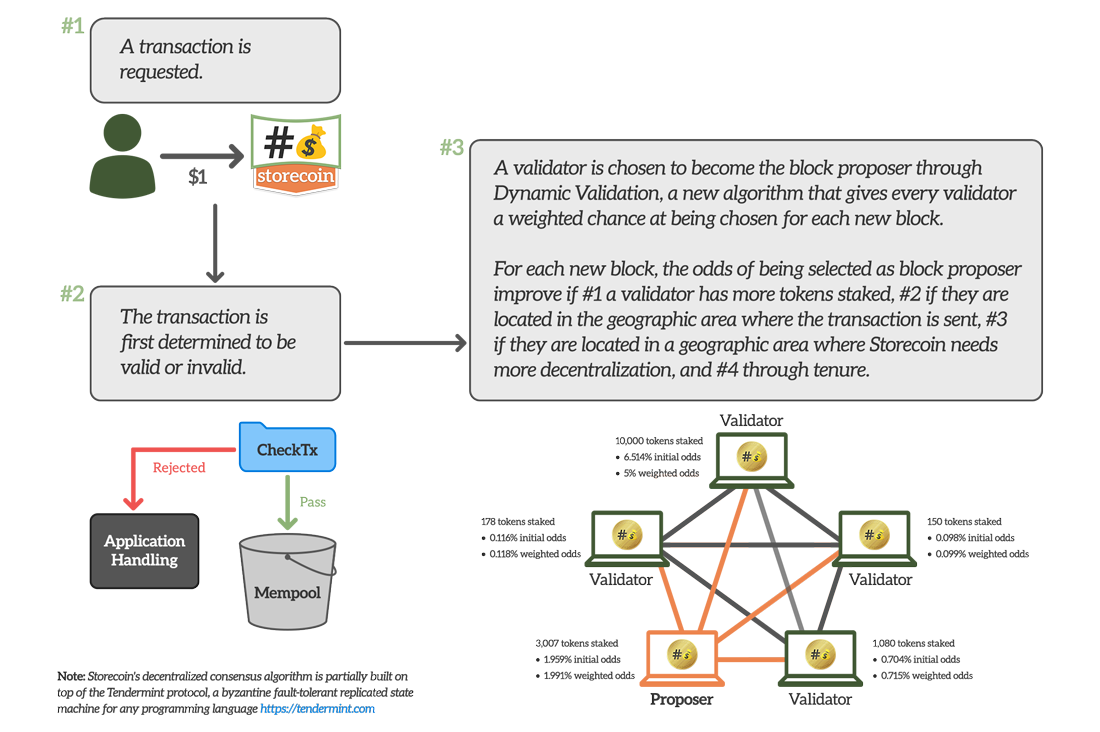 #1
A transaction is
requested.
$1
#$
storecoin
#2
The transaction is
first determined to be
valid or invalid.
#3
A validator is chosen to become the block proposer through
Dynamic Validation, a new algorithm that gives every validator
a weighted chance at being chosen for each new block.
For each new block, the odds of being selected as block proposer
improve if #1 a validator has more tokens staked, #2 if they are
located in the geographic area where the transaction is sent, #3
if they are located in a geographic area where Storecoin needs
more decentralization, and #4 through tenure.
CheckTx
Rejected
Pass
Application
Handling
Mempool
Note: Storecoin's decentralized consensus algorithm is partially built on
top of the Tendermint protocol, a byzantine fault-tolerant replicated state
machine for any programming language https://tendermint.com
Validator
10,000 tokens staked
• 6.514% initial odds
• 5% weighted odds
#$
178 tokens staked
• 0.116% initial odds
• 0.118% weighted odds
#$
Validator
#$
150 tokens staked
• 0.098% initial odds
• 0.099% weighted odds
Validator
3,007 tokens staked
• 1.959% initial odds
• 1.991% weighted odds
#$
Proposer
#$
1,080 tokens staked
• 0.704% initial odds
• 0.715% weighted odds
Validator